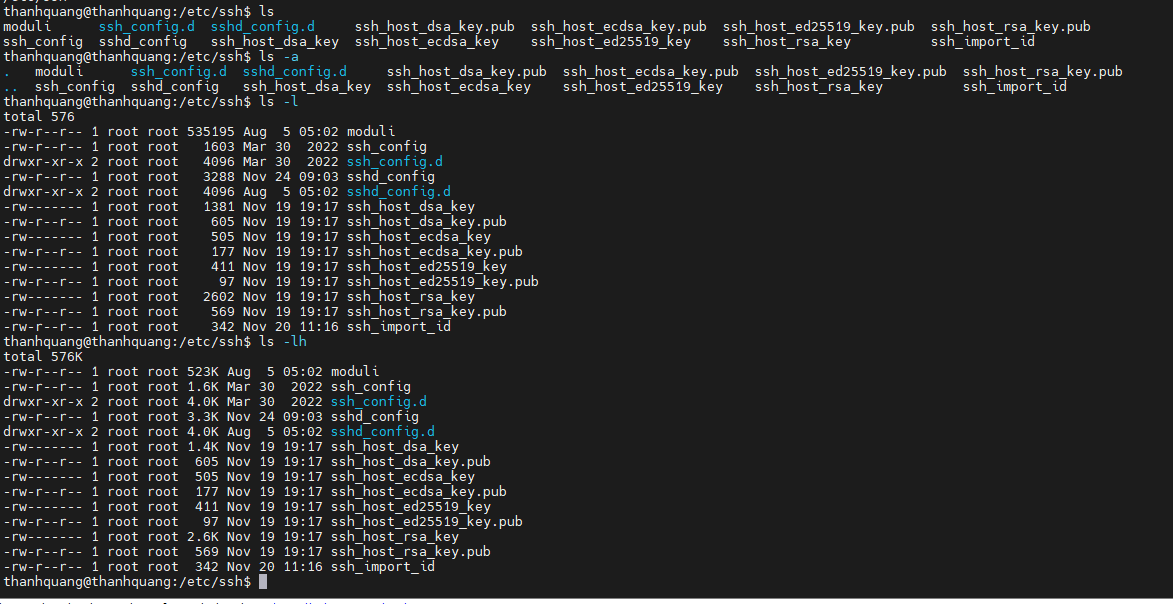 thanhquang@thanhquang:/etc/ssh$ ls
moduli      ssh_config.d  sshd_config.d     ssh_host_dsa_key.pub  ssh_host_ecdsa_key.pub  ssh_host_ed25519_key.pub  ssh_host_rsa_key.pub
ssh_config  sshd_config   ssh_host_dsa_key  ssh_host_ecdsa_key    ssh_host_ed25519_key    ssh_host_rsa_key          ssh_import_id
thanhquang@thanhquang:/etc/ssh$ ls -a
.   moduli      ssh_config.d  sshd_config.d     ssh_host_dsa_key.pub  ssh_host_ecdsa_key.pub  ssh_host_ed25519_key.pub  ssh_host_rsa_key.pub
..  ssh_config  sshd_config   ssh_host_dsa_key  ssh_host_ecdsa_key    ssh_host_ed25519_key    ssh_host_rsa_key          ssh_import_id
thanhquang@thanhquang:/etc/ssh$ ls -l
total 576
-rw-r--r-- 1 root root 535195 Aug  5 05:02 moduli
-rw-r--r-- 1 root root   1603 Mar 30  2022 ssh_config
drwxr-xr-x 2 root root   4096 Mar 30  2022 ssh_config.d
-rw-r--r-- 1 root root   3288 Nov 24 09:03 sshd_config
drwxr-xr-x 2 root root   4096 Aug  5 05:02 sshd_config.d
-rw------- 1 root root   1381 Nov 19 19:17 ssh_host_dsa_key
-rw-r--r-- 1 root root    605 Nov 19 19:17 ssh_host_dsa_key.pub
-rw------- 1 root root    505 Nov 19 19:17 ssh_host_ecdsa_key
-rw-r--r-- 1 root root    177 Nov 19 19:17 ssh_host_ecdsa_key.pub
-rw------- 1 root root    411 Nov 19 19:17 ssh_host_ed25519_key
-rw-r--r-- 1 root root     97 Nov 19 19:17 ssh_host_ed25519_key.pub
-rw------- 1 root root   2602 Nov 19 19:17 ssh_host_rsa_key
-rw-r--r-- 1 root root    569 Nov 19 19:17 ssh_host_rsa_key.pub
-rw-r--r-- 1 root root    342 Nov 20 11:16 ssh_import_id
thanhquang@thanhquang:/etc/ssh$ ls -lh
total 576K
-rw-r--r-- 1 root root 523K Aug  5 05:02 moduli
-rw-r--r-- 1 root root 1.6K Mar 30  2022 ssh_config
drwxr-xr-x 2 root root 4.0K Mar 30  2022 ssh_config.d
-rw-r--r-- 1 root root 3.3K Nov 24 09:03 sshd_config
drwxr-xr-x 2 root root 4.0K Aug  5 05:02 sshd_config.d
-rw------- 1 root root 1.4K Nov 19 19:17 ssh_host_dsa_key
-rw-r--r-- 1 root root  605 Nov 19 19:17 ssh_host_dsa_key.pub
-rw------- 1 root root  505 Nov 19 19:17 ssh_host_ecdsa_key
-rw-r--r-- 1 root root  177 Nov 19 19:17 ssh_host_ecdsa_key.pub
-rw------- 1 root root  411 Nov 19 19:17 ssh_host_ed25519_key
-rw-r--r-- 1 root root   97 Nov 19 19:17 ssh_host_ed25519_key.pub
-rw------- 1 root root 2.6K Nov 19 19:17 ssh_host_rsa_key
-rw-r--r-- 1 root root  569 Nov 19 19:17 ssh_host_rsa_key.pub
-rw-r--r-- 1 root root  342 Nov 20 11:16 ssh_import_id
thanhquang@thanhquang:/etc/ssh$